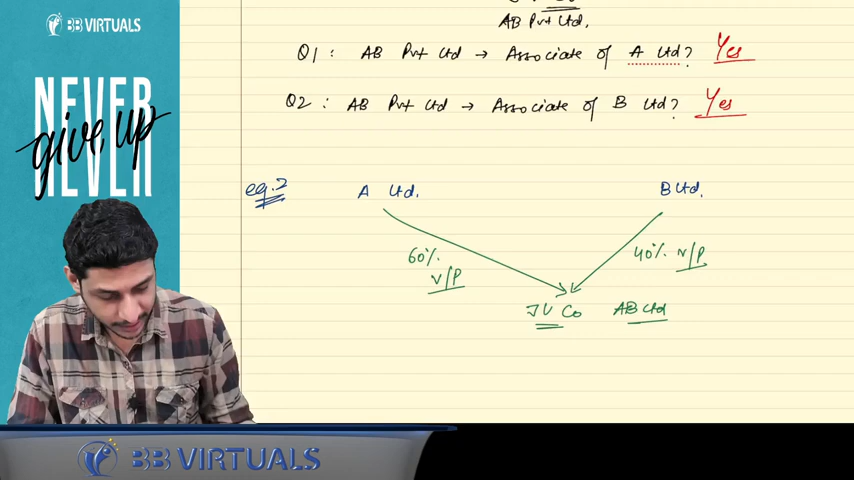 BB VIRTUALS
NEVER
give up
NEVER
AB Pvt Ltd.
Q1 : AB Pvt Ltd → Associate of A Ltd? Yes
Q2 : AB Pvt Ltd → Associate of B Ltd? Yes
eg.2 A Ltd. B Ltd.
60% v/p
40% v/p
JV Co AB Ltd
BB VIRTUALS